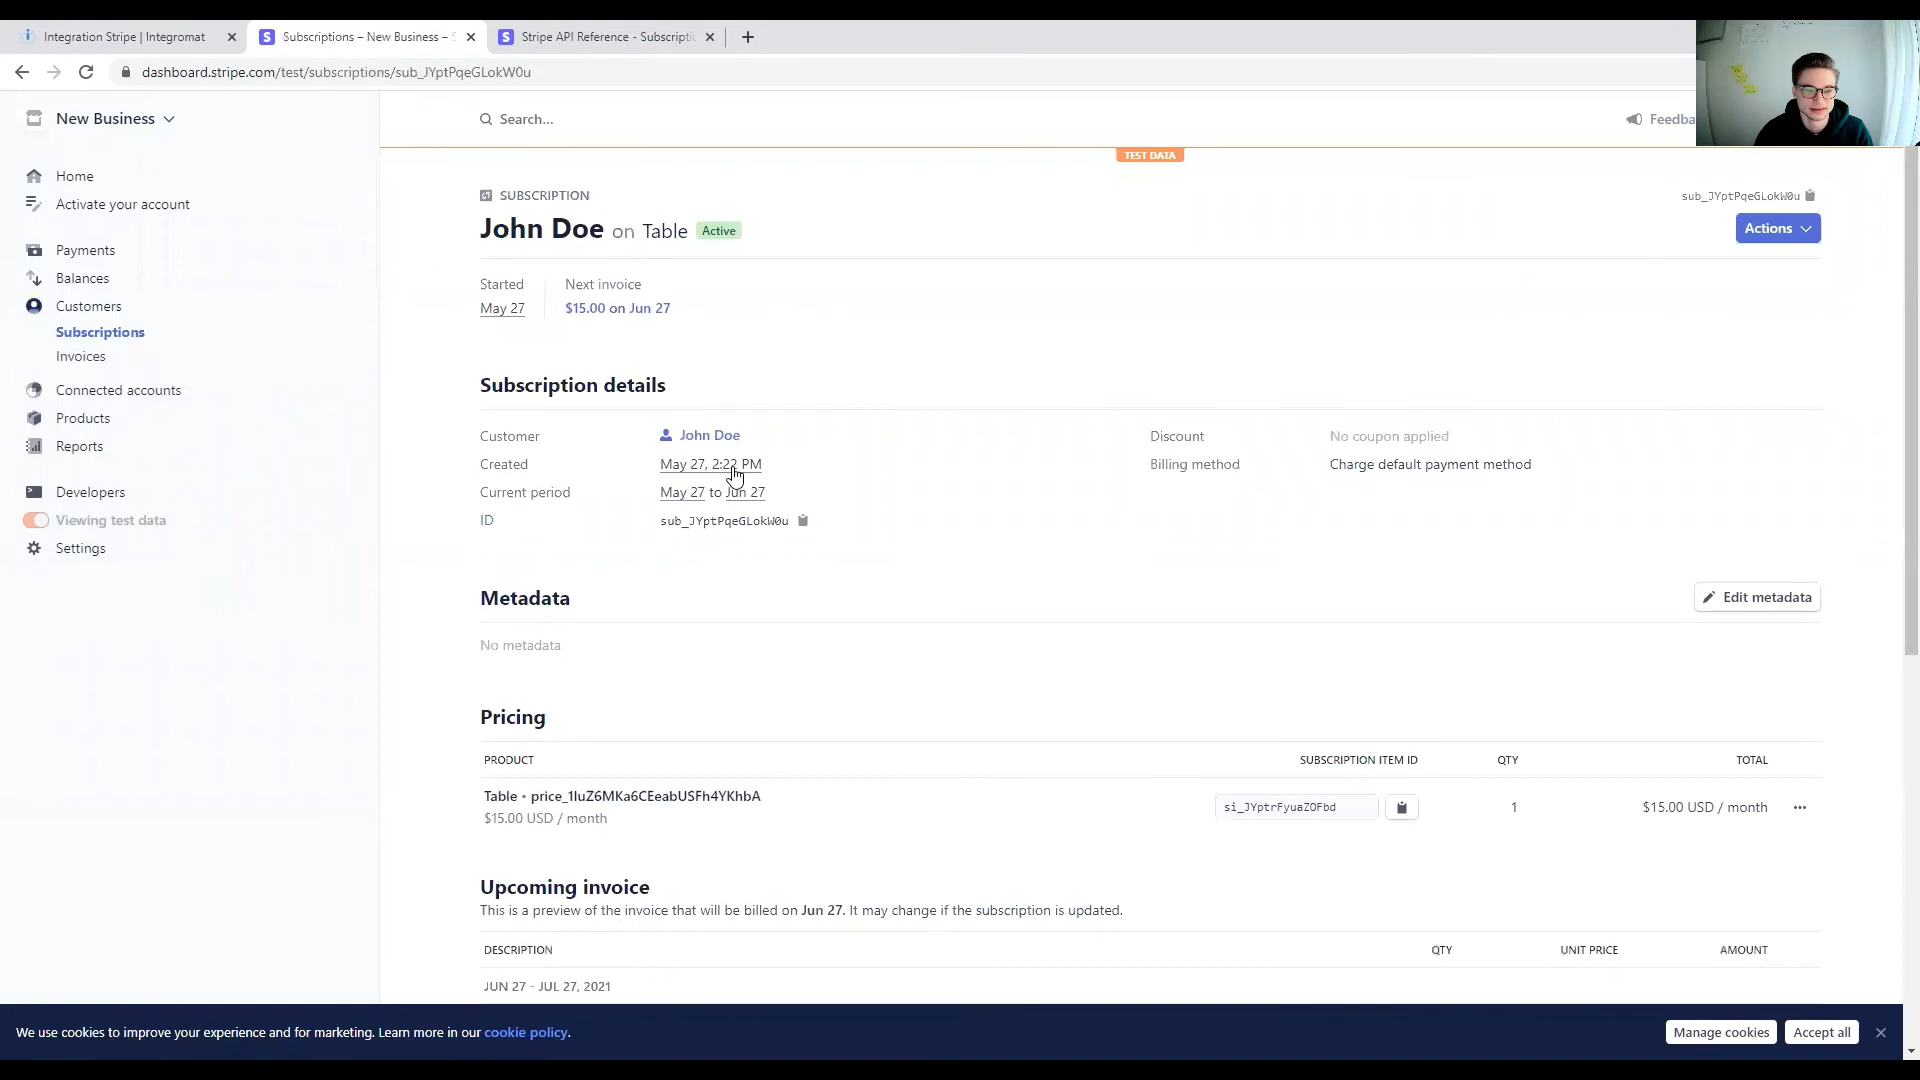 Integration Stripe | Integromat
Subscriptions – New Business – S
Stripe API Reference - Subscripti
dashboard.stripe.com/test/subscriptions/sub_JYptPqeGLokW0u
New Business
Search...
Feedba
TEST DATA
Home
Activate your account
Payments
Balances
Customers
Subscriptions
Invoices
Connected accounts
Products
Reports
Developers
Viewing test data
Settings
SUBSCRIPTION
sub_JYptPqeGLokW0u
John Doe on Table Active
Actions
Started
Next invoice
May 27
$15.00 on Jun 27
Subscription details
Customer
John Doe
Discount
No coupon applied
Created
May 27, 2:22 PM
Billing method
Charge default payment method
Current period
May 27 to Jun 27
ID
sub_JYptPqeGLokW0u
Metadata
Edit metadata
No metadata
Pricing
PRODUCT
SUBSCRIPTION ITEM ID
QTY
TOTAL
Table • price_1IuZ6MKa6CEeabUSFh4YKhbA
$15.00 USD / month
si_JYptrFyuaZOFbd
1
$15.00 USD / month
Upcoming invoice
This is a preview of the invoice that will be billed on Jun 27. It may change if the subscription is updated.
DESCRIPTION
QTY
UNIT PRICE
AMOUNT
JUN 27 - JUL 27, 2021
We use cookies to improve your experience and for marketing. Learn more in our cookie policy.
Manage cookies
Accept all